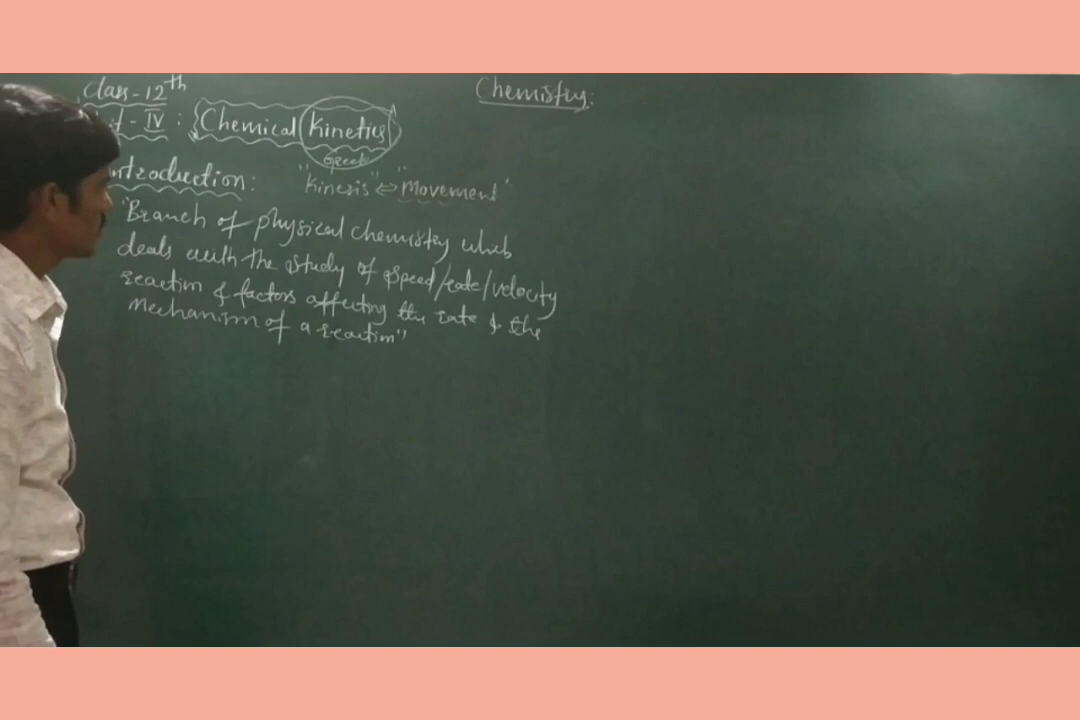 Class-12th
Chemistry:
-IV : Chemical Kinetics
Greek
Introduction:
"Kinesis" ⇔ "Movement"
"Branch of physical chemistry which
deals with the study of speed/rate/velocity
reaction & factors affecting the rate & the
Mechanism of a reaction"